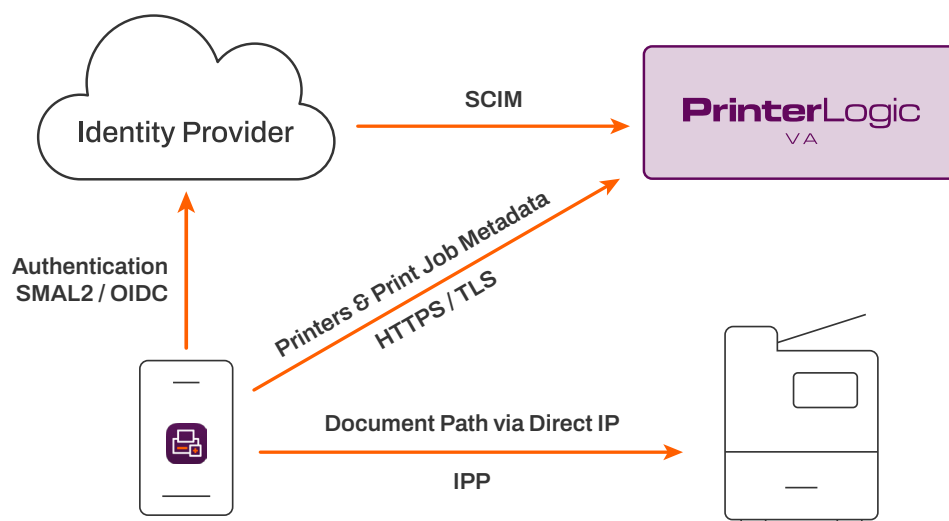 Identity Provider
SCIM
PrinterLogic
VA
Authentication
SMAL2 / OIDC
Printers & Print Job Metadata
HTTPS / TLS
Document Path via Direct IP
IPP